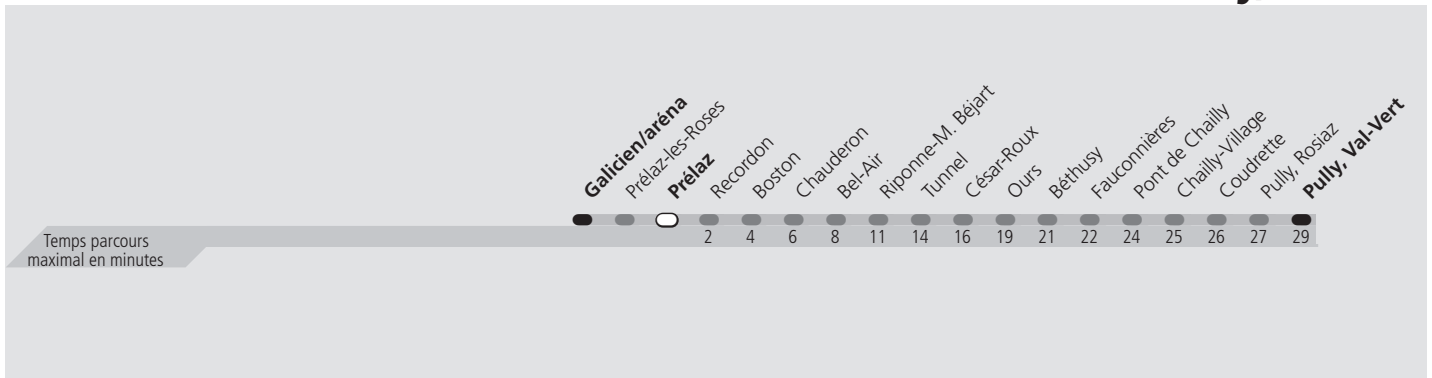 Galicien/aréna
Prélaz-les-Roses
Prélaz
Recordon
Boston
Chauderon
Bel-Air
Riponne-M. Béjart
Tunnel
César-Roux
Ours
Béthusy
Fauconnières
Pont de Chailly
Chailly-Village
Coudrette
Pully, Rosiaz
Pully, Val-Vert
Temps parcours
maximal en minutes
2 4 6 8 11 14 16 19 21 22 24 25 26 27 29